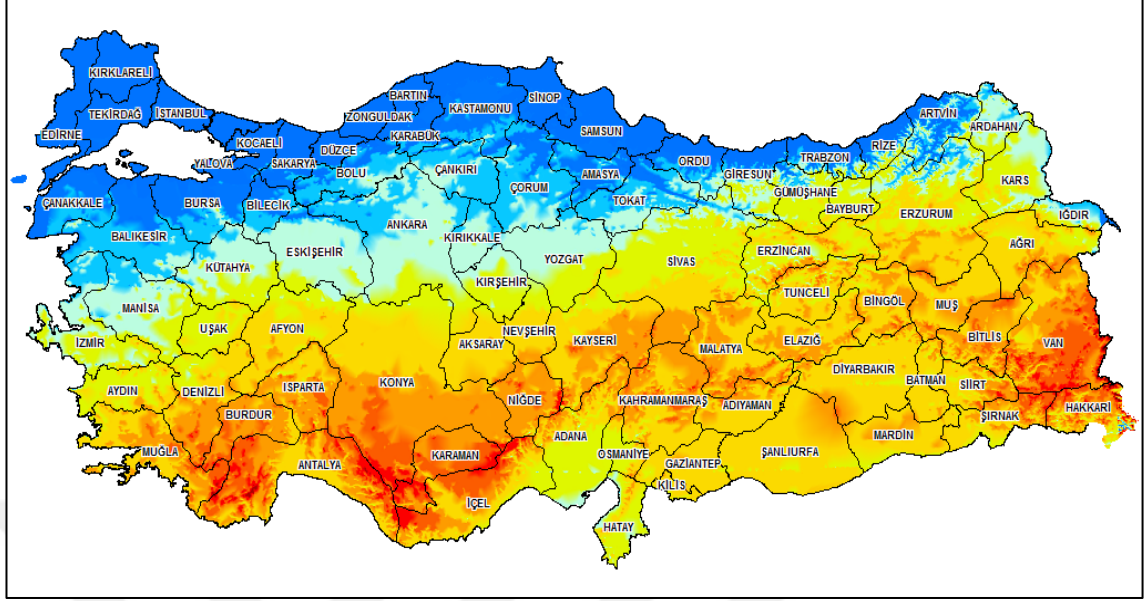 KIRKLARELİ
TEKİRDAĞ
İSTANBUL
EDİRNE
KOCAELİ
YALOVA
SAKARYA
DÜZCE
BOLU
ZONGULDAK
BARTIN
KARABÜK
KASTAMONU
SİNOP
SAMSUN
ÇANKIRI
ÇORUM
AMASYA
TOKAT
ORDU
GİRESUN
TRABZON
RİZE
ARTVİN
ARDAHAN
GÜMÜŞHANE
BAYBURT
ERZURUM
KARS
IĞDIR
AĞRI
ÇANAKKALE
BURSA
BİLECİK
BALIKESİR
KÜTAHYA
ESKİŞEHİR
ANKARA
KIRIKKALE
KIRŞEHİR
YOZGAT
SİVAS
ERZİNCAN
TUNCELİ
BİNGÖL
MUŞ
BİTLİS
VAN
MANİSA
İZMİR
UŞAK
AFYON
AKSARAY
NEVŞEHİR
KAYSERİ
MALATYA
ELAZIĞ
DİYARBAKIR
BATMAN
SİİRT
ŞIRNAK
HAKKARİ
AYDIN
DENİZLİ
ISPARTA
BURDUR
KONYA
NİĞDE
KAHRAMANMARAŞ
ADIYAMAN
MARDİN
MUĞLA
ANTALYA
KARAMAN
İÇEL
ADANA
OSMANİYE
GAZİANTEP
KİLİS
ŞANLIURFA
HATAY